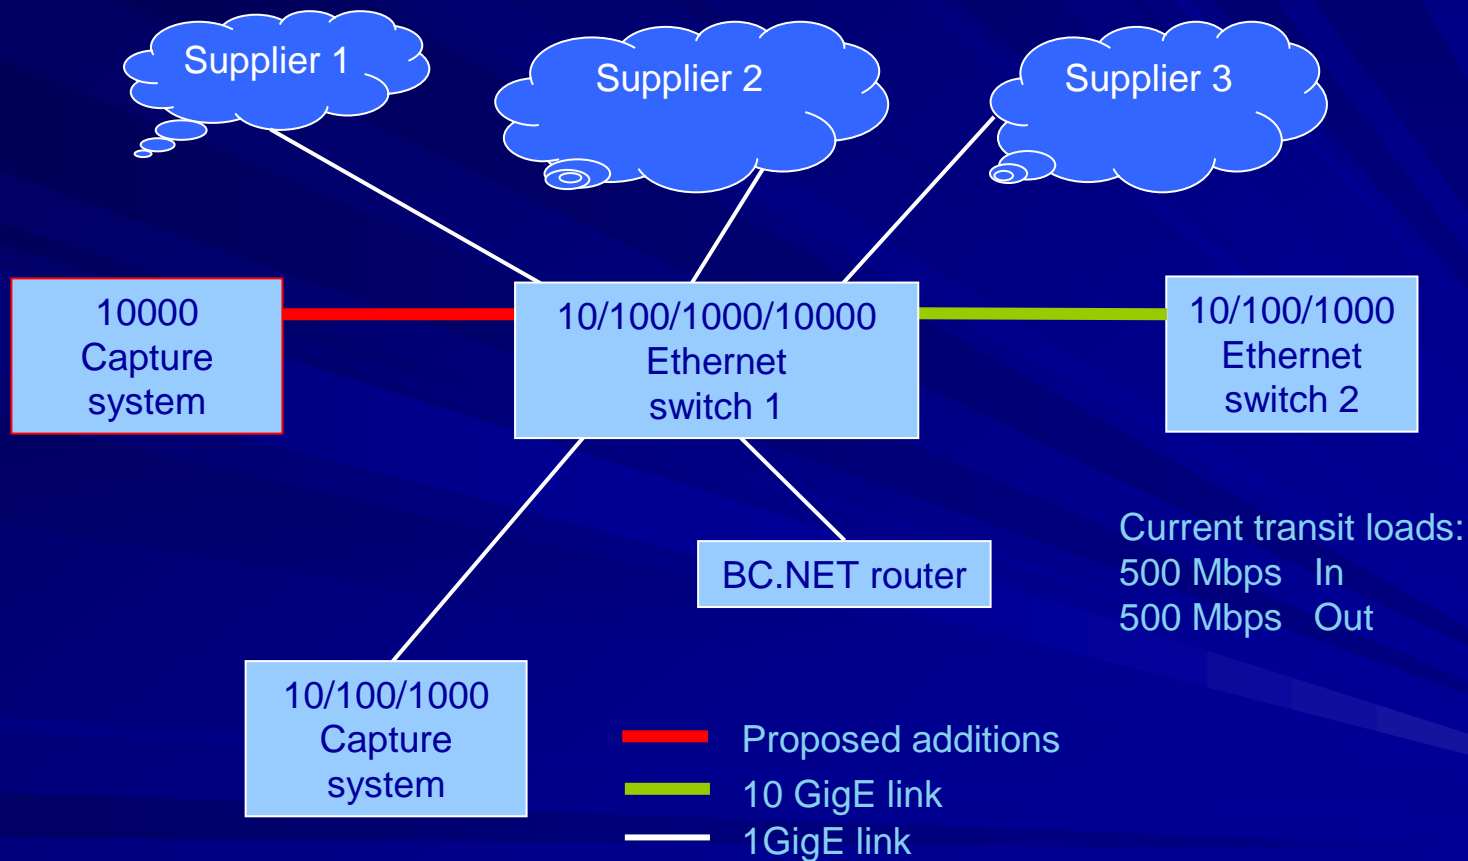 Supplier 1
Supplier 2
Supplier 3
10000
Capture
system
10/100/1000/10000
Ethernet
switch 1
10/100/1000
Ethernet
switch 2
BC.NET router
Current transit loads:
500 Mbps In
500 Mbps Out
10/100/1000
Capture
system
Proposed additions
10 GigE link
1GigE link